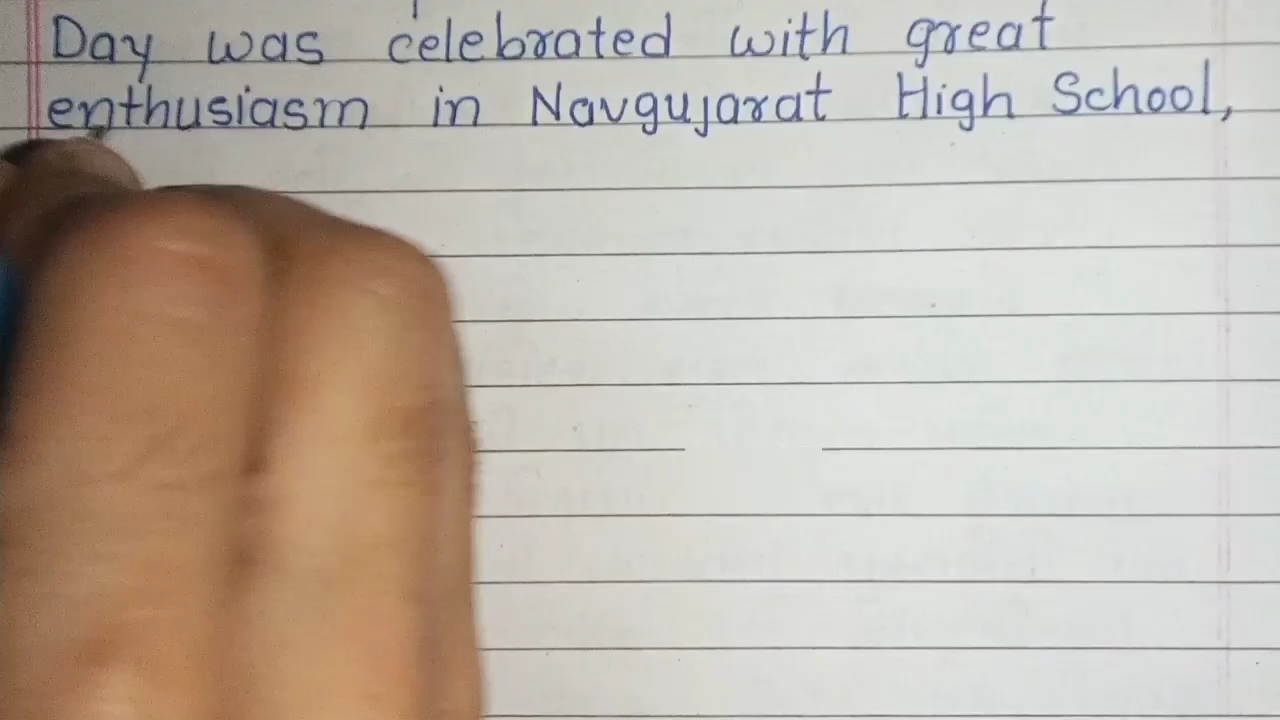 Day was celebrated with great
enthusiasm in Navgujarat High School,